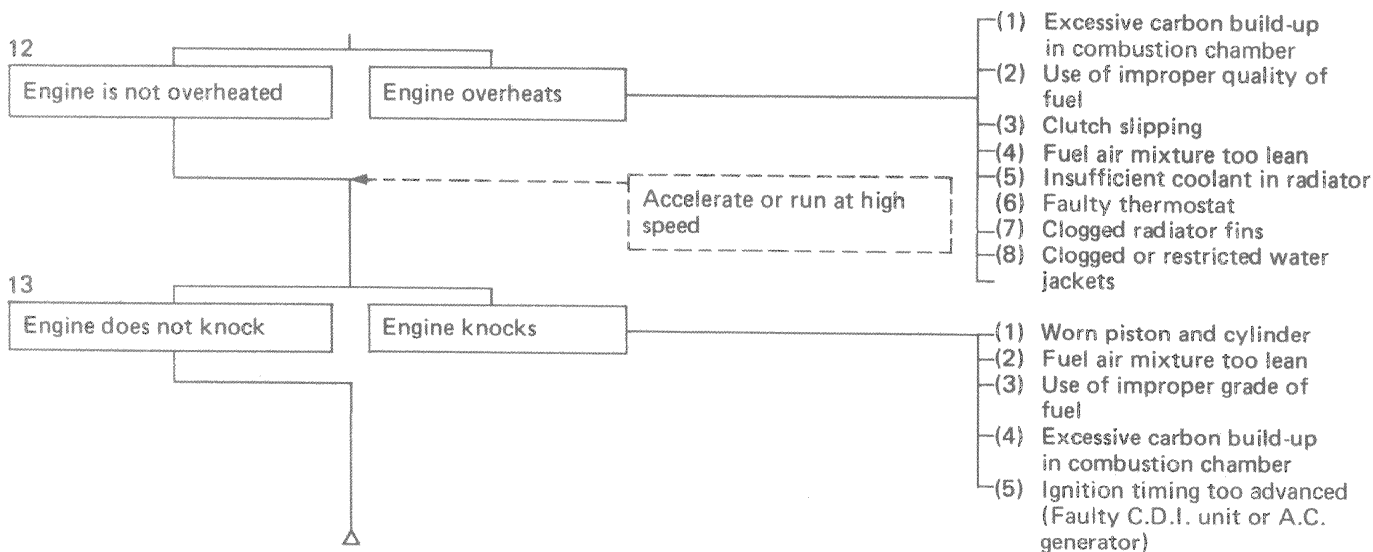 12
Engine is not overheated
Engine overheats
(1) Excessive carbon build-up
in combustion chamber
(2) Use of improper quality of
fuel
(3) Clutch slipping
(4) Fuel air mixture too lean
(5) Insufficient coolant in radiator
(6) Faulty thermostat
(7) Clogged radiator fins
(8) Clogged or restricted water
jackets
Accelerate or run at high
speed
13
Engine does not knock
Engine knocks
(1) Worn piston and cylinder
(2) Fuel air mixture too lean
(3) Use of improper grade of
fuel
(4) Excessive carbon build-up
in combustion chamber
(5) Ignition timing too advanced
(Faulty C.D.I. unit or A.C.
generator)